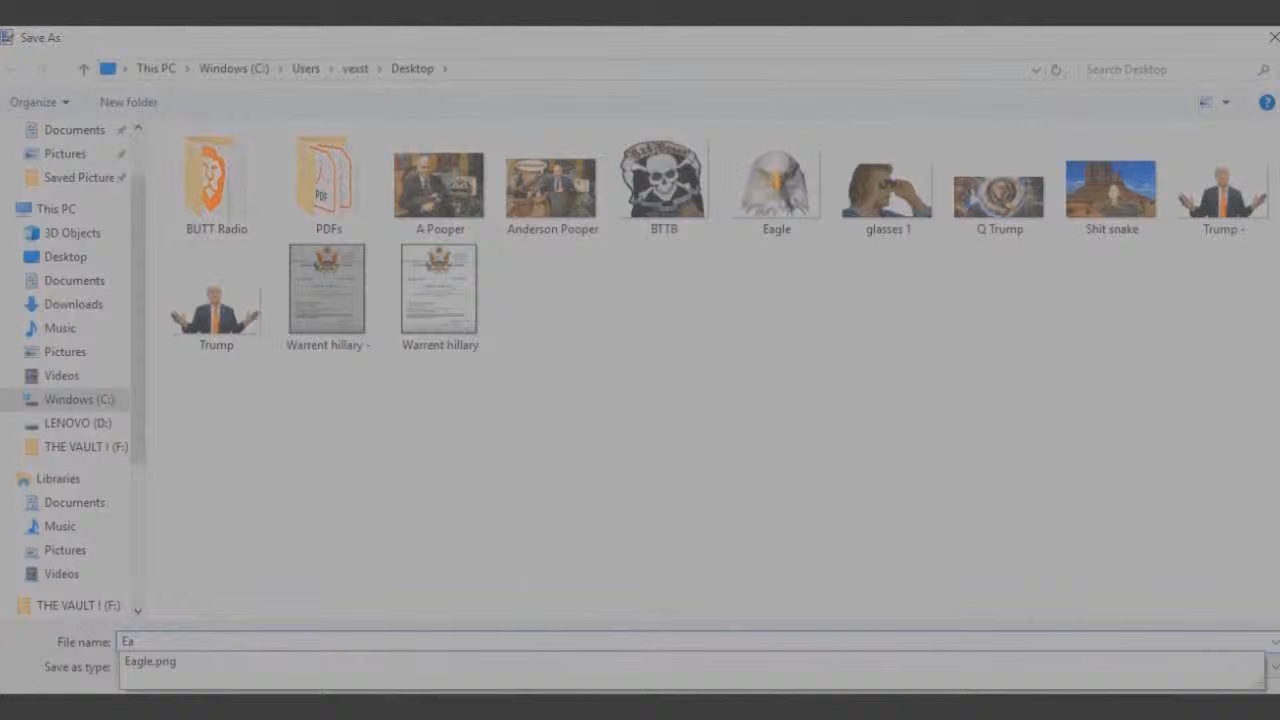 Save As
This PC > Windows (C:) > Users > vexst > Desktop >
Search Desktop
Organize
New folder
Documents
Pictures
Saved Picture
This PC
3D Objects
Desktop
Documents
Downloads
Music
Pictures
Videos
Windows (C:)
LENOVO (D:)
THE VAULT ! (F:)
Libraries
Documents
Music
Pictures
Videos
THE VAULT ! (F:)
PDF
BUTT Radio
PDFs
A Pooper
Anderson Pooper
BTTB
Eagle
glasses 1
Q Trump
Shit snake
Trump -
Trump
Warrent hillary -
Warrent hillary
File name: Ea
Eagle.png
Save as type: